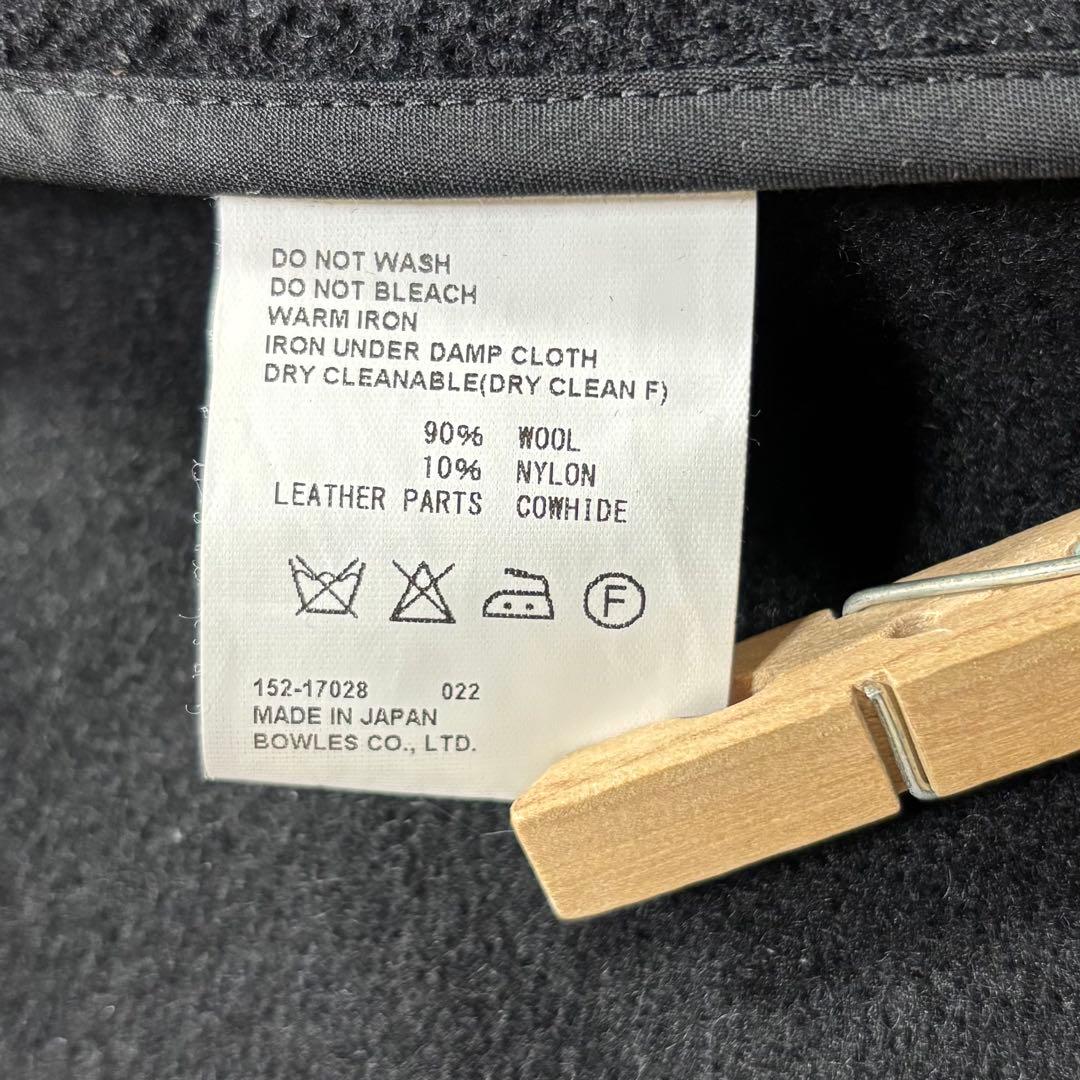 DO NOT WASH
DO NOT BLEACH
WARM IRON
IRON UNDER DAMP CLOTH
DRY CLEANABLE(DRY CLEAN F)
90% WOOL
10% NYLON
LEATHER PARTS COWHIDE
F
152-17028 022
MADE IN JAPAN
BOWLES CO., LTD.